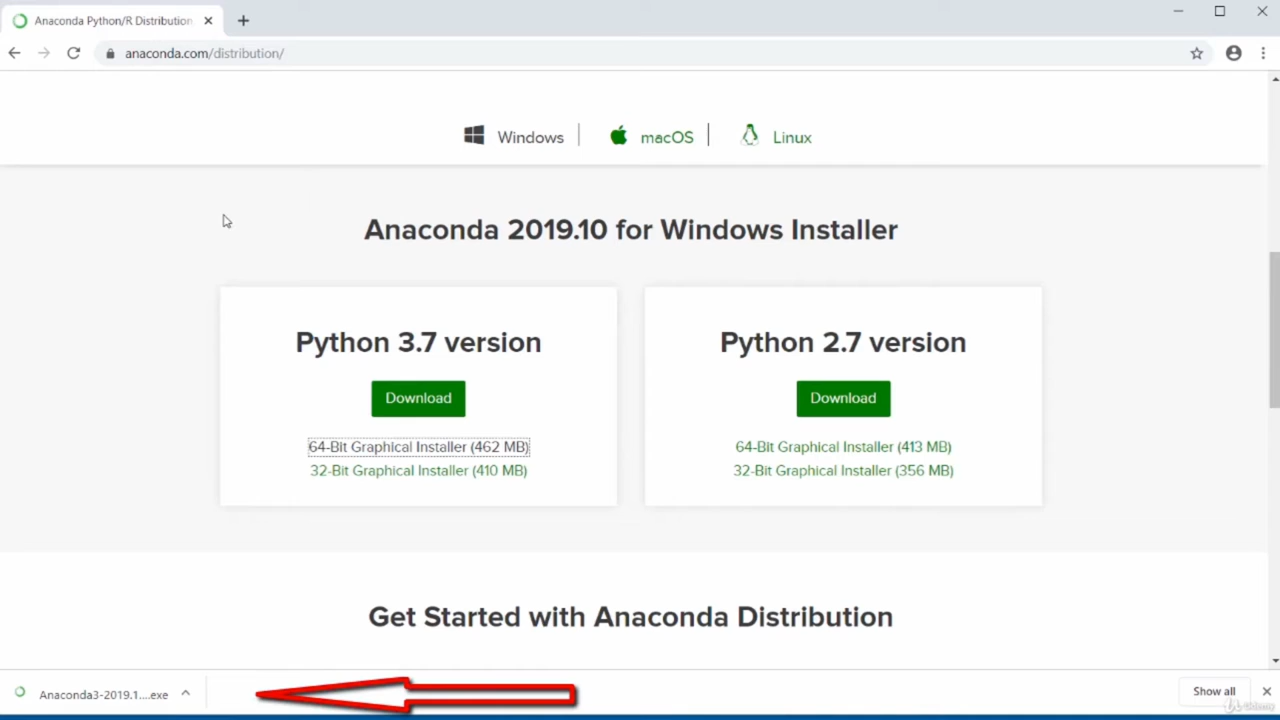 Anaconda Python/R Distribution
anaconda.com/distribution/
Windows macOS Linux
Anaconda 2019.10 for Windows Installer
Python 3.7 version
Download
64-Bit Graphical Installer (462 MB)
32-Bit Graphical Installer (410 MB)
Python 2.7 version
Download
64-Bit Graphical Installer (413 MB)
32-Bit Graphical Installer (356 MB)
Get Started with Anaconda Distribution
Anaconda3-2019.1....exe
Show all
Udemy